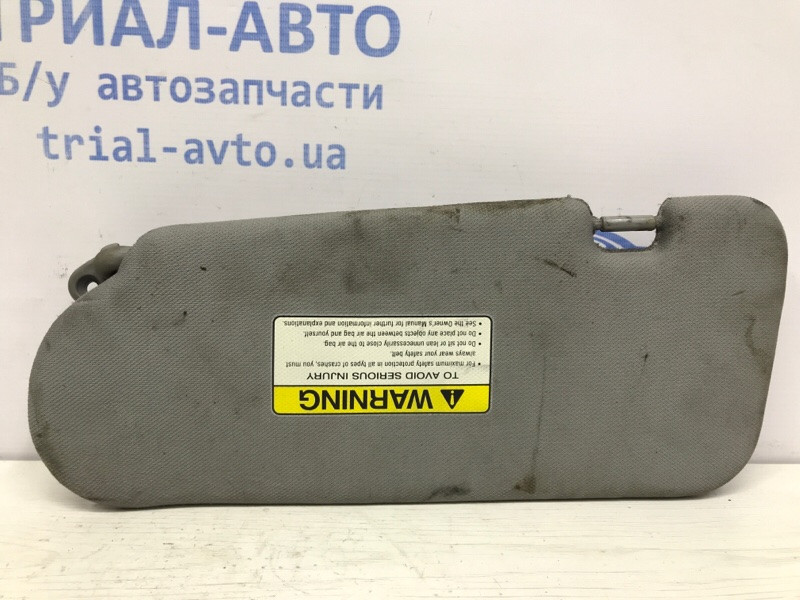 ТРИАЛ-АВТО
Б/у автозапчасти
trial-avto.ua
WARNING
TO AVOID SERIOUS INJURY
• For maximum safety protection in all types of crashes, you must
always wear your safety belt.
• Do not sit or lean unnecessarily close to the air bag.
• Do not place any objects between the air bag and yourself.
• See the Owner's Manual for further information and explanations.